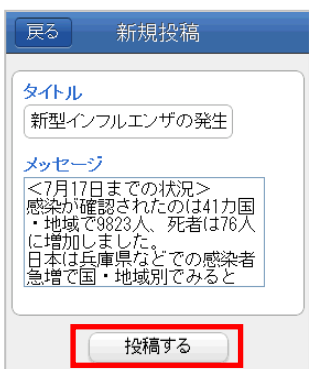 戻る 新規投稿
タイトル
新型インフルエンザの発生
メッセージ
<7月17日までの状況>
感染が確認されたのは41カ国
・地域で9823人、死者は76人
に増加しました。
日本は兵庫県などでの感染者
急増で国・地域別でみると
投稿する